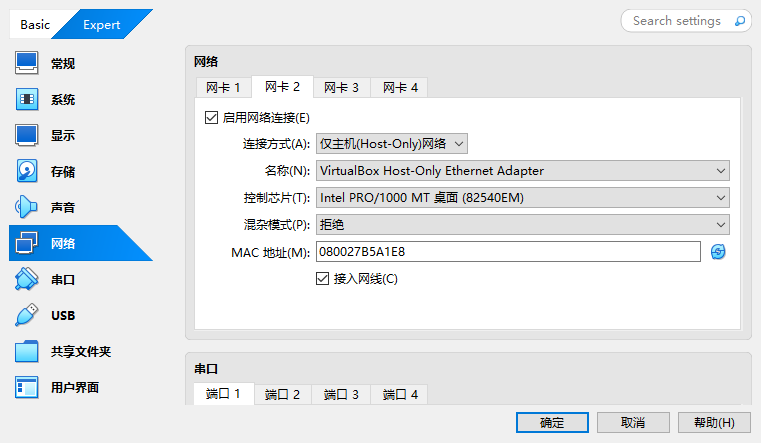 Basic Expert Search settings
常规
系统
显示
存储
声音
网络
串口
USB
共享文件夹
用户界面
网络
网卡 1 网卡 2 网卡 3 网卡 4
启用网络连接(E)
连接方式(A): 仅主机(Host-Only)网络
名称(N): VirtualBox Host-Only Ethernet Adapter
控制芯片(T): Intel PRO/1000 MT 桌面 (82540EM)
混杂模式(P): 拒绝
MAC 地址(M): 080027B5A1E8
接入网线(C)
串口
端口 1 端口 2 端口 3 端口 4
确定 取消 帮助(H)